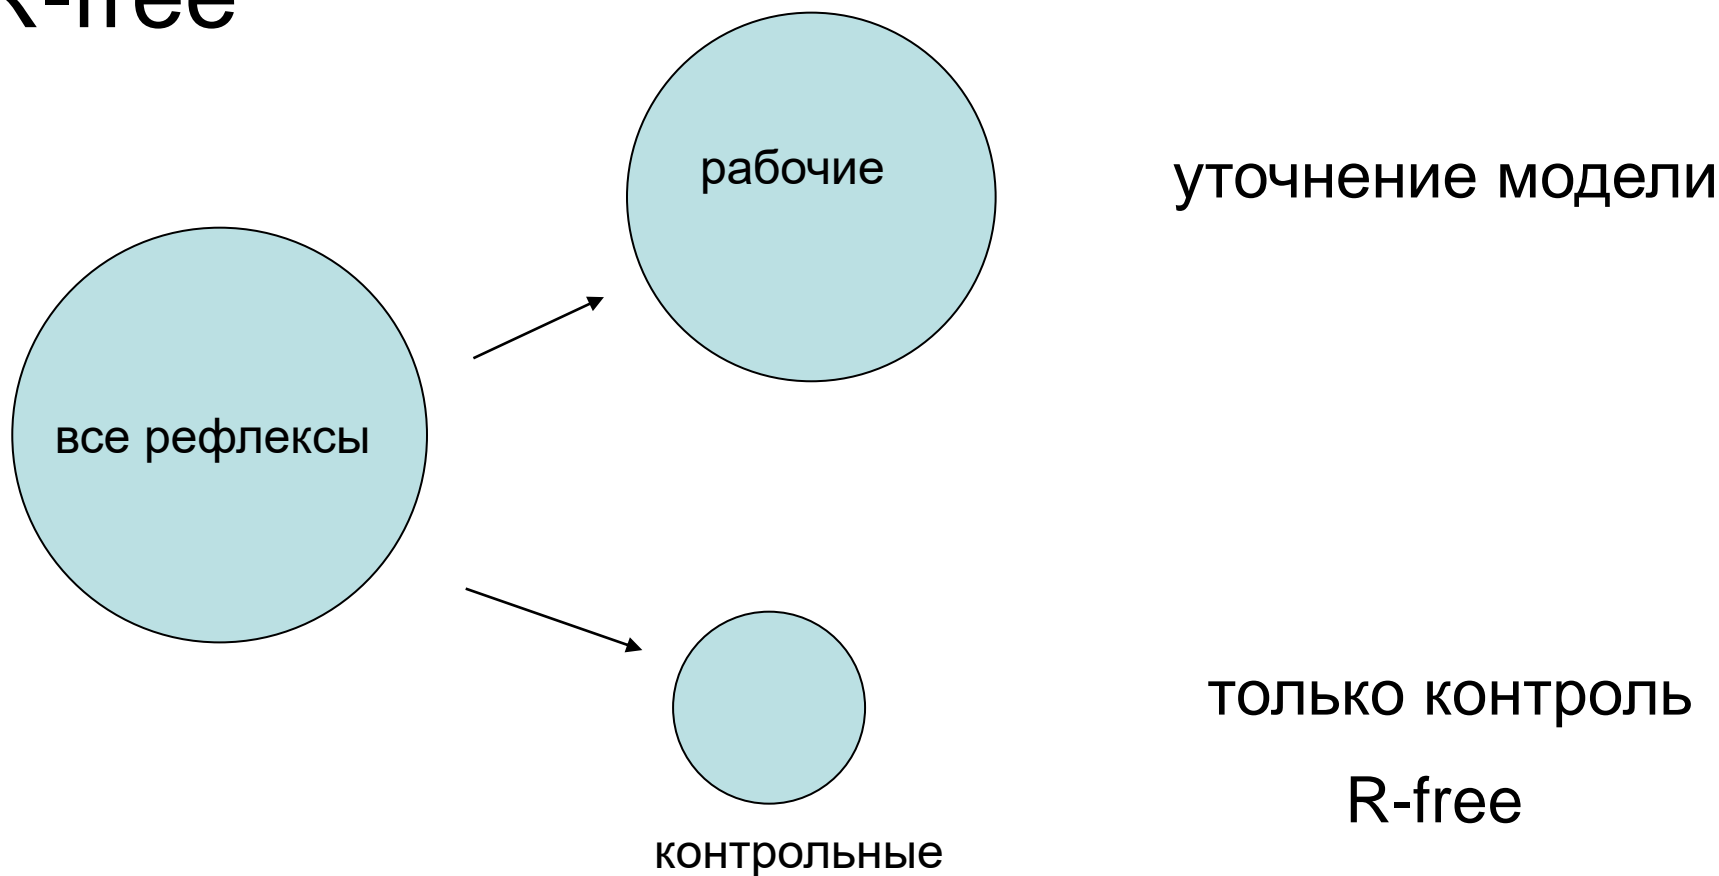 R-free
рабочие
уточнение модели
все рефлексы
только контроль
R-free
контрольные